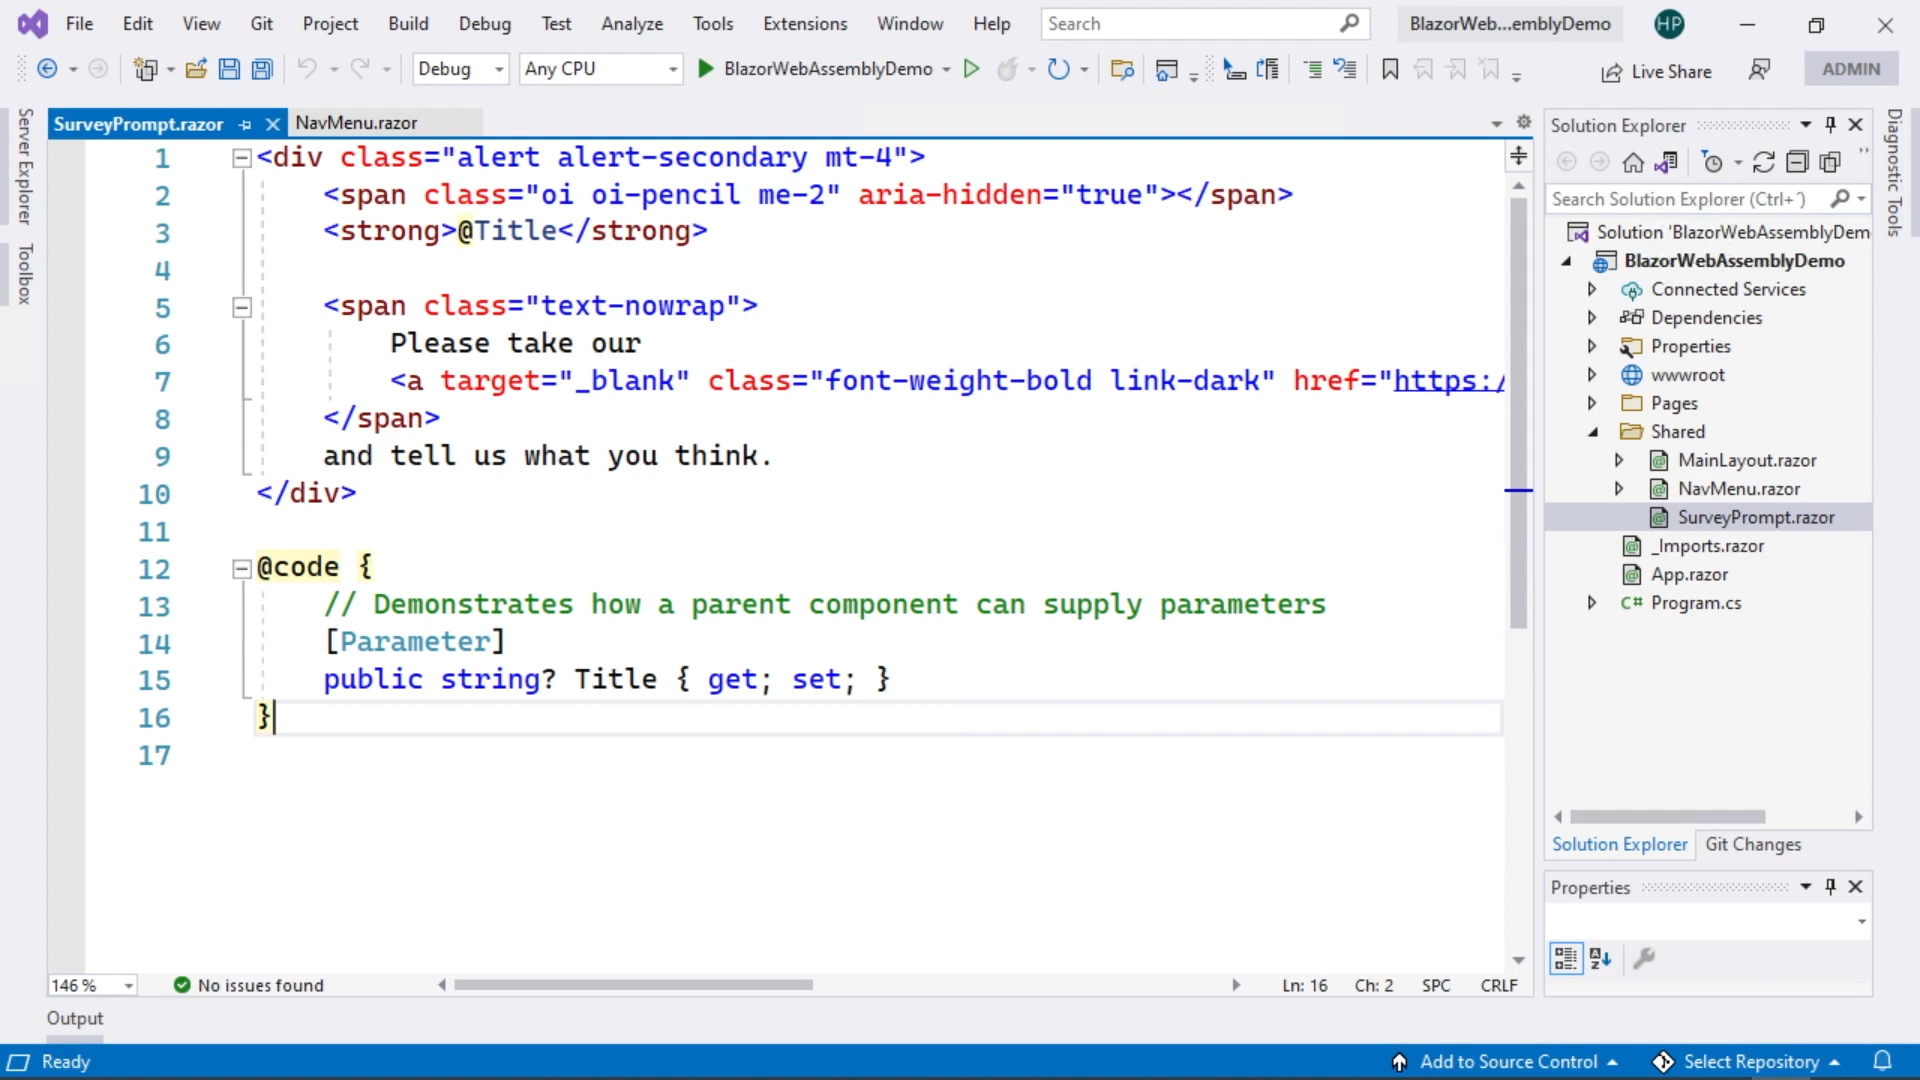 File Edit View Git Project Build Debug Test Analyze Tools Extensions Window Help Search BlazorWeb...emblyDemo HP
Debug Any CPU BlazorWebAssemblyDemo Live Share ADMIN
Server Explorer
Toolbox
SurveyPrompt.razor NavMenu.razor
1 <div class="alert alert-secondary mt-4">
2 <span class="oi oi-pencil me-2" aria-hidden="true"></span>
3 <strong>@Title</strong>
4
5 <span class="text-nowrap">
6 Please take our
7 <a target="_blank" class="font-weight-bold link-dark" href="https:/
8 </span>
9 and tell us what you think.
10 </div>
11
12 @code {
13 // Demonstrates how a parent component can supply parameters
14 [Parameter]
15 public string? Title { get; set; }
16 }
17
146 % No issues found Ln: 16 Ch: 2 SPC CRLF
Output
Solution Explorer
Search Solution Explorer (Ctrl+')
Solution 'BlazorWebAssemblyDem
BlazorWebAssemblyDemo
Connected Services
Dependencies
Properties
wwwroot
Pages
Shared
MainLayout.razor
NavMenu.razor
SurveyPrompt.razor
_Imports.razor
App.razor
C# Program.cs
Solution Explorer Git Changes
Properties
Diagnostic Tools
Ready Add to Source Control Select Repository